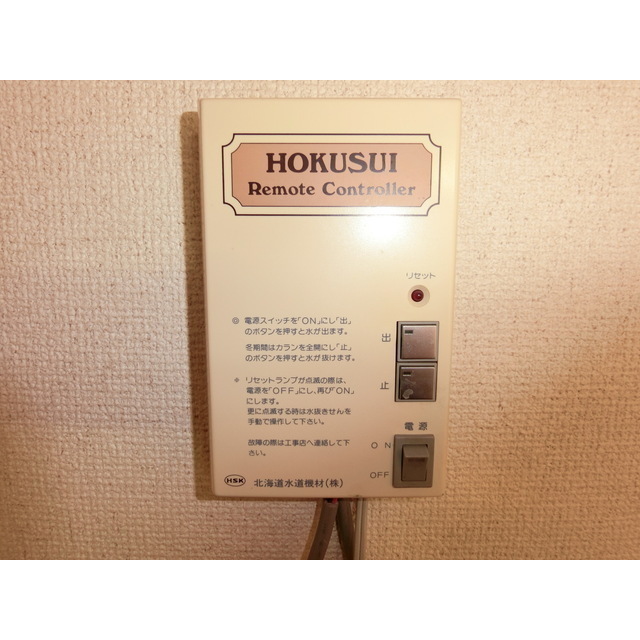 HOKUSUI
Remote Controller
リセット
◎ 電源スイッチを「ON」にし「出」
のボタンを押すと水が出ます。
冬期間はカランを全開にし「止」
のボタンを押すと水が抜けます。
* リセットランプが点滅の際は、
電源を「OFF」にし、再び「ON」
にします。
更に点滅する時は水抜きせんを
手動で操作して下さい。
故障の際は工事店へ連絡して下
さい。
出
止
電源
ON
OFF
HSK 北海道水道機材(株)